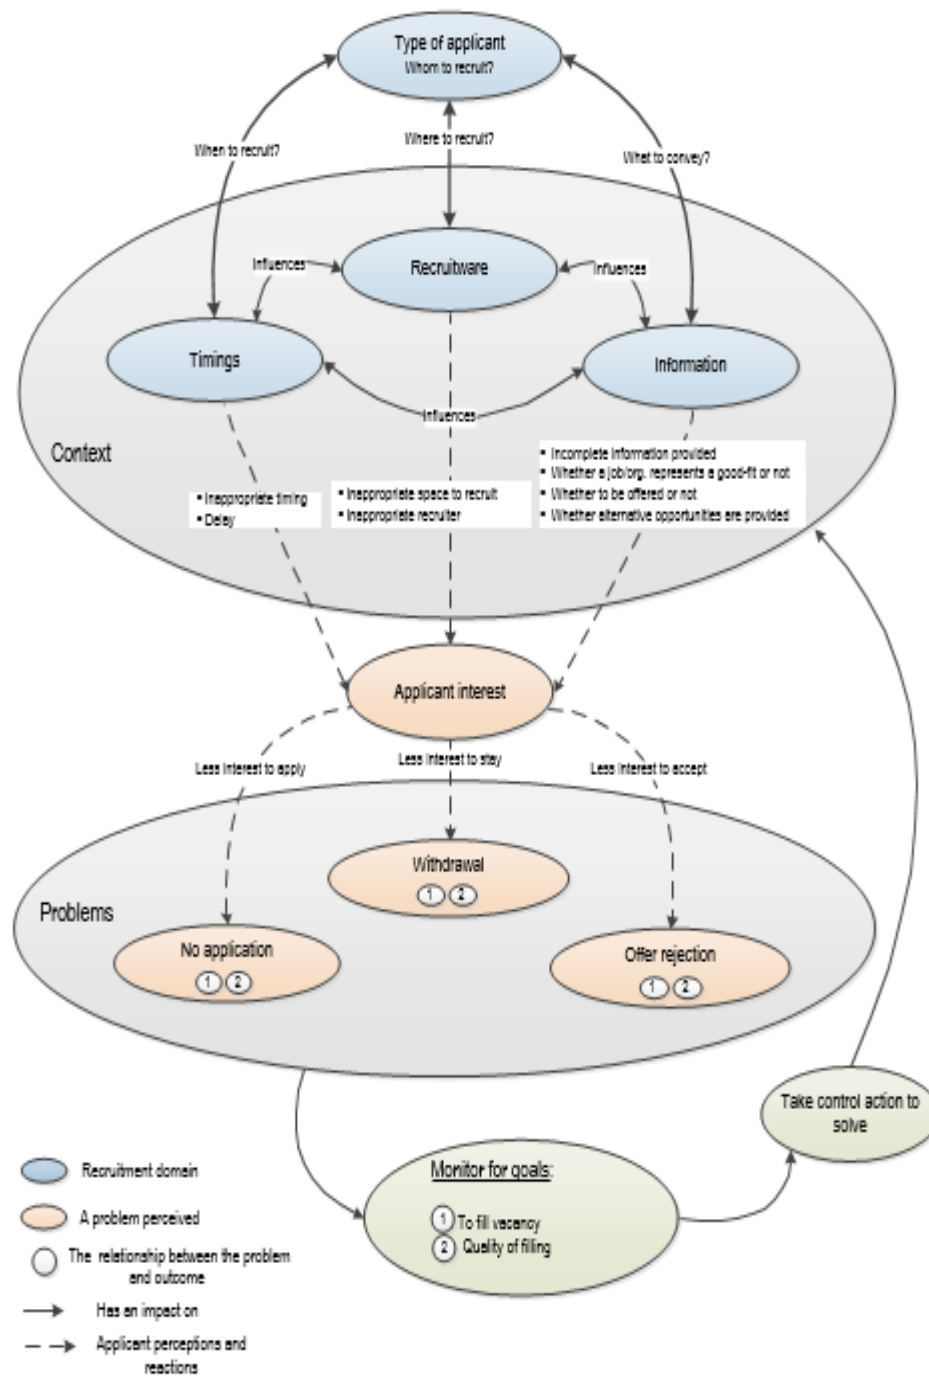 Type of applicant
Whom to recruit?
When to recruit?
Where to recruit?
What to convey?
Influences
Recruitware
Influences
Timings
Information
Influences
Context
▪ Inappropriate timing
▪ Delay
▪ Inappropriate space to recruit
▪ Inappropriate recruiter
▪ Incomplete information provided
▪ Whether a job/org. represents a good-fit or not
▪ Whether to be offered or not
▪ Whether alternative opportunities are provided
Applicant interest
Less interest to apply
Less interest to stay
Less interest to accept
Withdrawal
1 2
Problems
No application
1 2
Offer rejection
1 2
Take control action to
solve
Monitor for goals:
1 To fill vacancy
2 Quality of filling
Recruitment domain
A problem perceived
The relationship between the problem
and outcome
Has an impact on
Applicant perceptions and
reactions